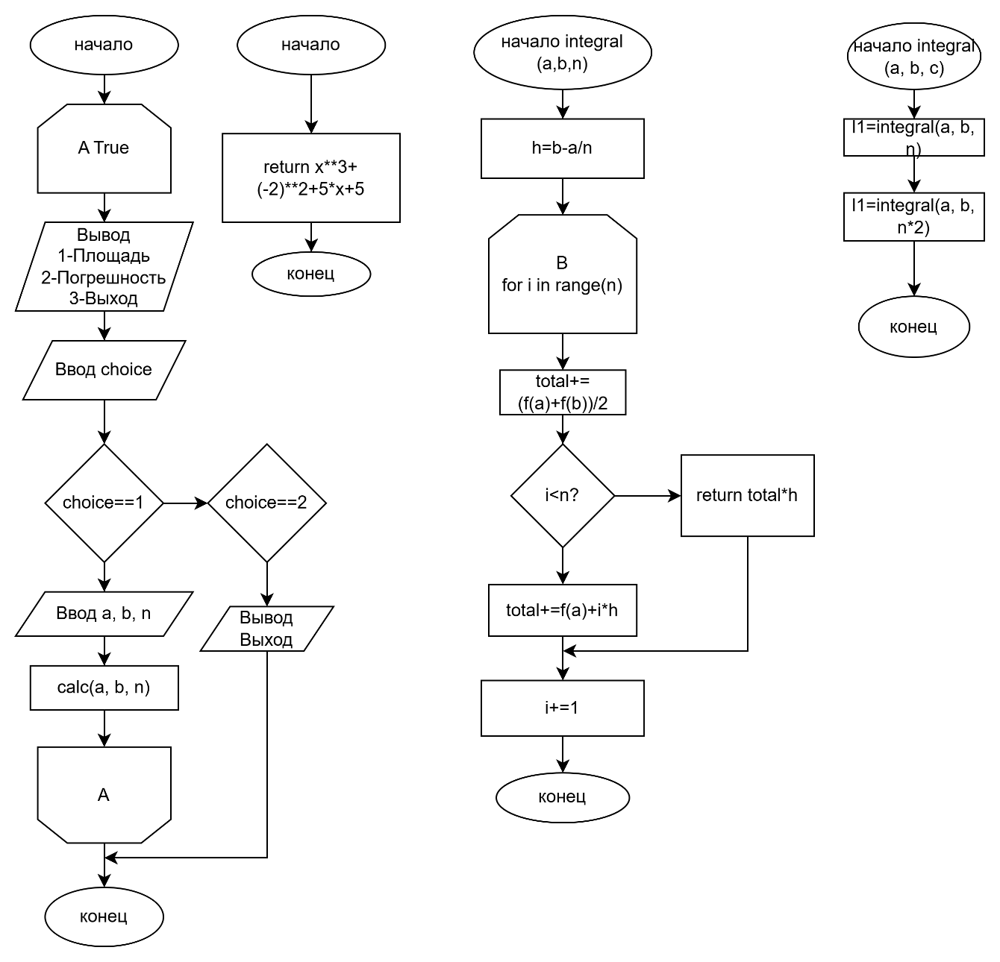 начало
A True
Вывод
1-Площадь
2-Погрешность
3-Выход
Ввод choice
choice==1
choice==2
Ввод a, b, n
Вывод
Выход
calc(a, b, n)
A
конец
начало
return x**3+
(-2)**2+5*x+5
конец
начало integral
(a,b,n)
h=b-a/n
B
for i in range(n)
total+=
(f(a)+f(b))/2
i<n?
return total*h
total+=f(a)+i*h
i+=1
конец
начало integral
(a, b, c)
I1=integral(a, b,
n)
I1=integral(a, b,
n*2)
конец